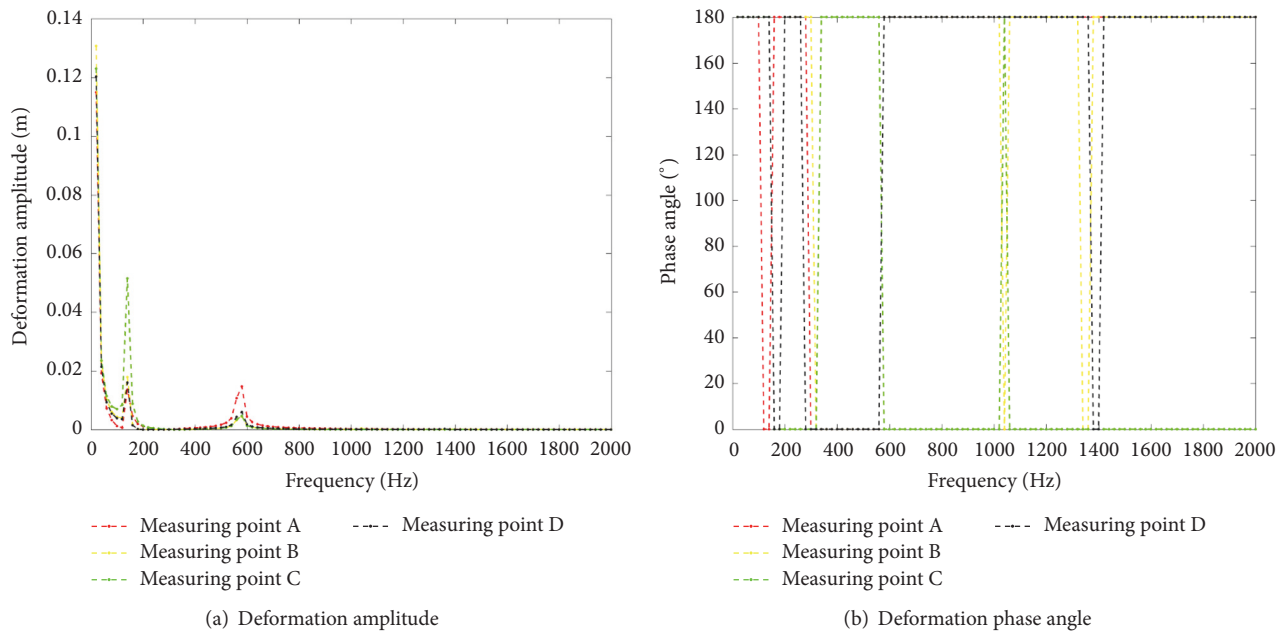 0.14
0.12
0.1
0.08
0.06
0.04
0.02
0
Deformation amplitude (m)
0 200 400 600 800 1000 1200 1400 1600 1800 2000
Frequency (Hz)
Measuring point A
Measuring point B
Measuring point C
Measuring point D
(a) Deformation amplitude
180
160
140
120
100
80
60
40
20
0
Phase angle (°)
0 200 400 600 800 1000 1200 1400 1600 1800 2000
Frequency (Hz)
Measuring point A
Measuring point B
Measuring point C
Measuring point D
(b) Deformation phase angle